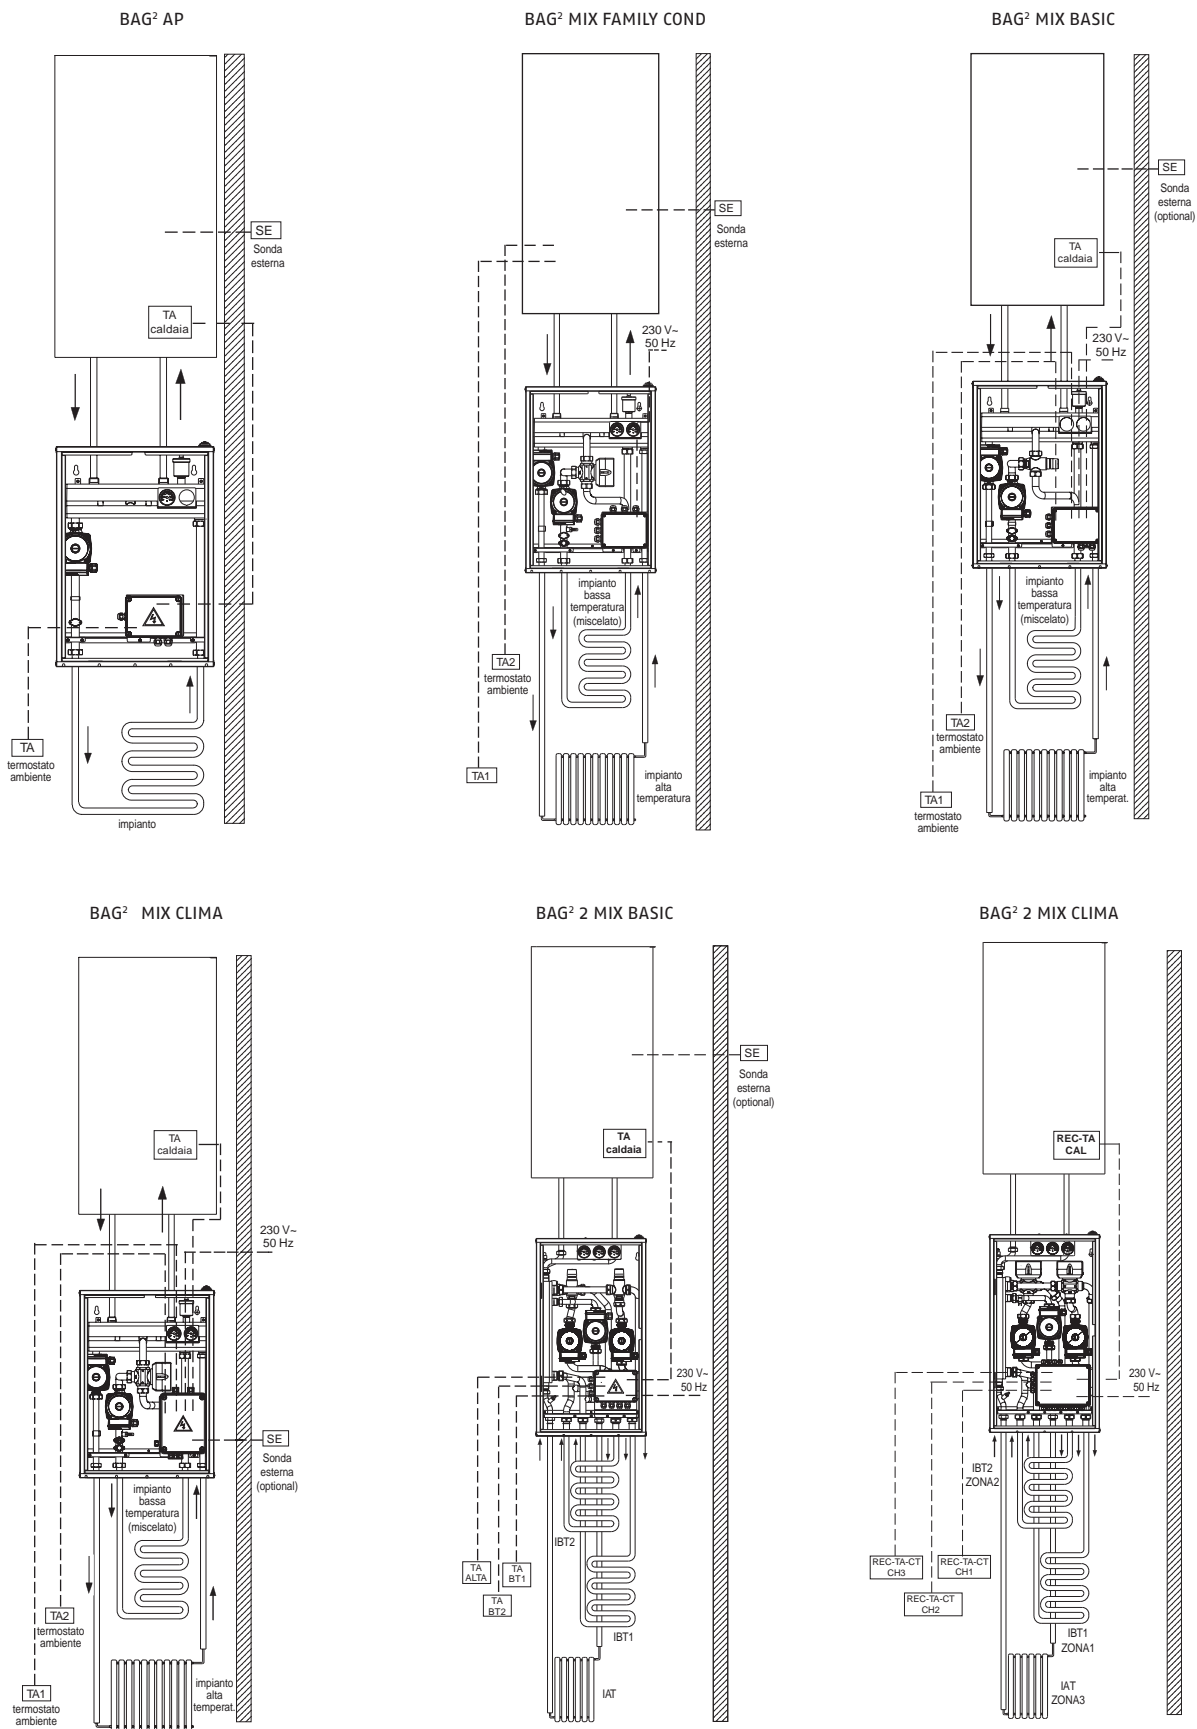 BAG² AP
SE
Sonda
esterna
TA
caldaia
TA
termostato
ambiente
impianto
BAG² MIX FAMILY COND
SE
Sonda
esterna
230 V~
50 Hz
impianto
bassa
temperatura
(miscelato)
TA2
termostato
ambiente
TA1
impianto
alta
temperatura
BAG² MIX BASIC
SE
Sonda
esterna
(optional)
TA
caldaia
230 V~
50 Hz
impianto
bassa
temperatura
(miscelato)
TA2
termostato
ambiente
TA1
termostato
ambiente
impianto
alta
temperat.
BAG² MIX CLIMA
TA
caldaia
230 V~
50 Hz
SE
Sonda
esterna
(optional)
impianto
bassa
temperatura
(miscelato)
TA2
termostato
ambiente
TA1
termostato
ambiente
impianto
alta
temperat.
BAG² 2 MIX BASIC
SE
Sonda
esterna
(optional)
TA
caldaia
230 V~
50 Hz
IBT2
TA
ALTA
TA
BT1
TA
BT2
IBT1
IAT
BAG² 2 MIX CLIMA
REC-TA
CAL
230 V~
50 Hz
IBT2
ZONA2
REC-TA-CT
CH3
REC-TA-CT
CH1
REC-TA-CT
CH2
IBT1
ZONA1
IAT
ZONA3